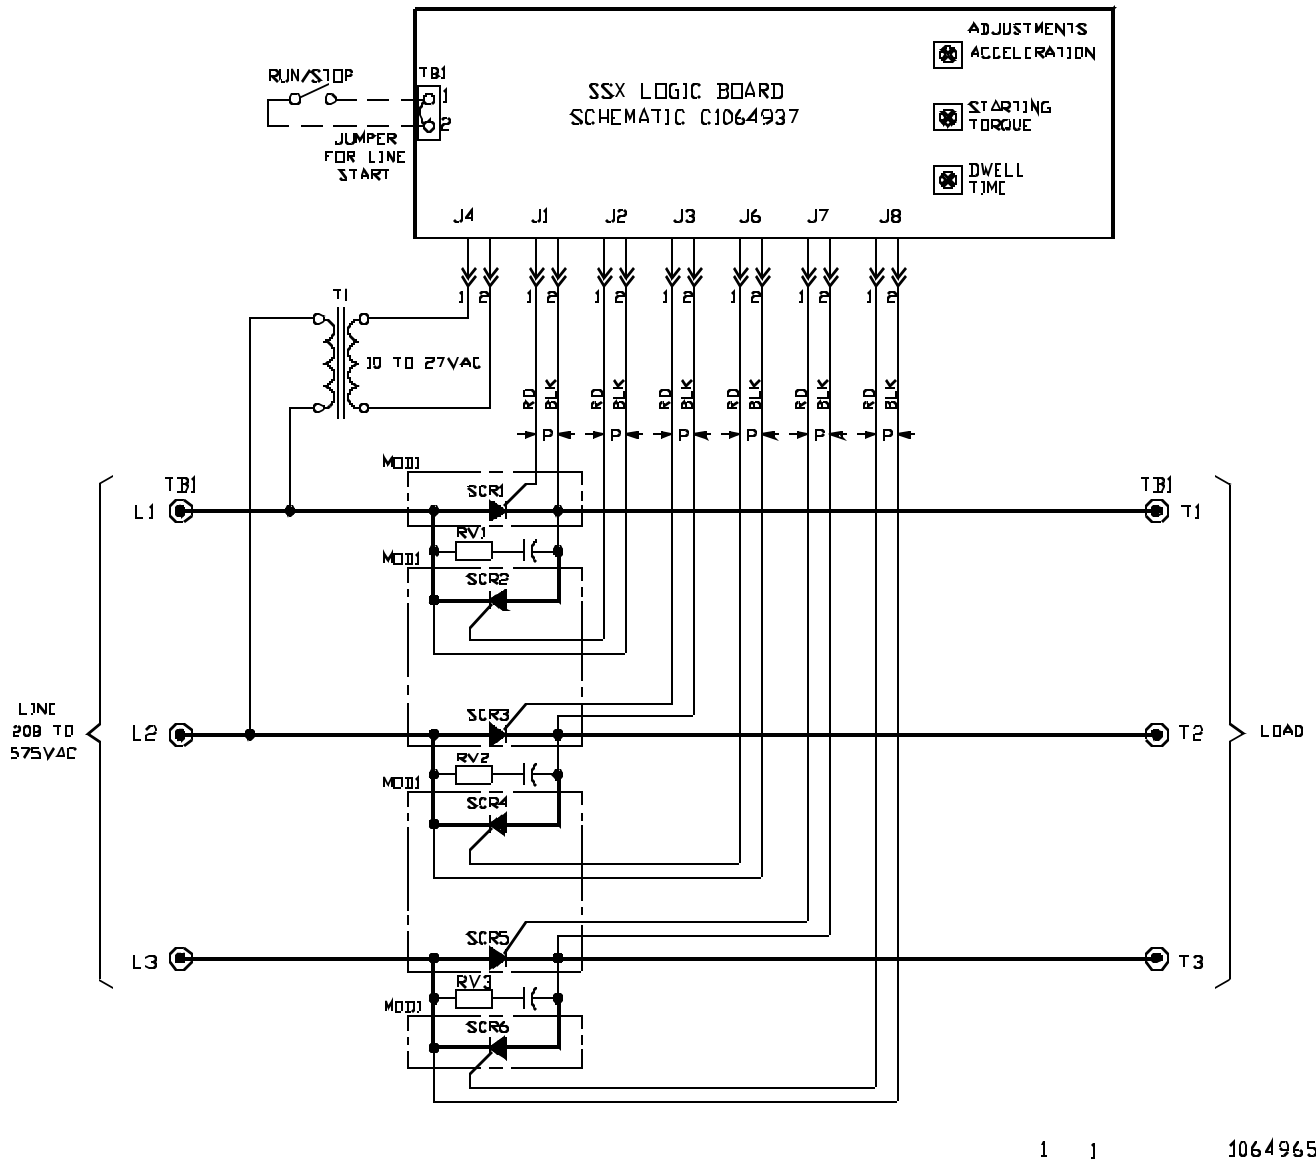 ADJUSTMENTS
ACCELERATION
RUN/STOP
TB1
1
2
SSX LOGIC BOARD
SCHEMATIC C1064937
STARTING
TORQUE
JUMPER
FOR LINE
START
DWELL
TIME
J4 J1 J2 J3 J6 J7 J8
1 2 1 2 1 2 1 2 1 2 1 2 1 2
T1
10 TO 27VAC
RD BLK RD BLK RD BLK RD BLK RD BLK RD BLK
P P P P P P
MOD1
TB1
SCR1
TB1
L1
T1
RV1
MOD1
SCR2
LINE
208 TO
575VAC
L2
SCR3
T2
LOAD
RV2
MOD1
SCR4
L3
SCR5
T3
RV3
MOD1
SCR6
1 1 1064965